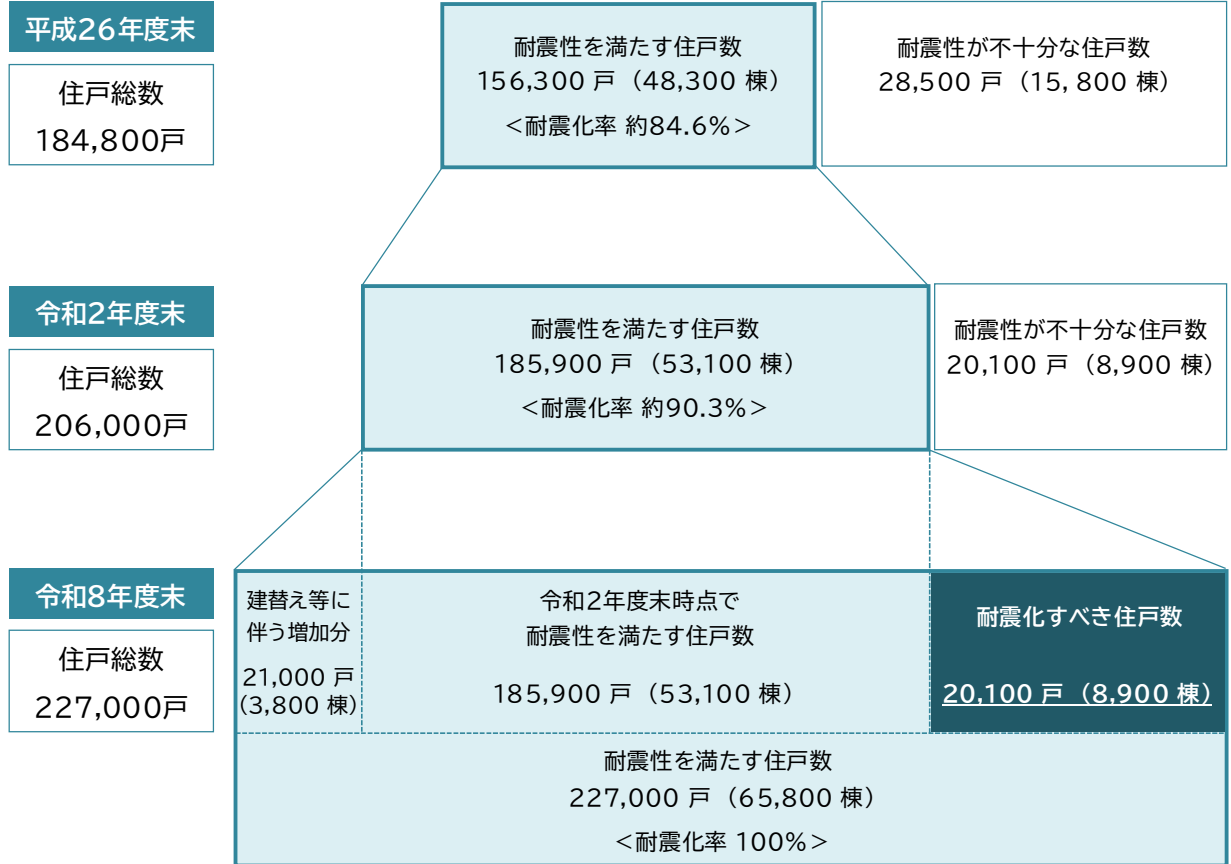 平成26年度末
住戸総数
184,800戸
耐震性を満たす住戸数
156,300 戸（48,300 棟）
＜耐震化率 約84.6%＞
耐震性が不十分な住戸数
28,500 戸（15, 800 棟）
令和2年度末
住戸総数
206,000戸
耐震性を満たす住戸数
185,900 戸（53,100 棟）
＜耐震化率 約90.3%＞
耐震性が不十分な住戸数
20,100 戸（8,900 棟）
令和8年度末
住戸総数
227,000戸
建替え等に
伴う増加分
21,000 戸
(3,800 棟)
令和2年度末時点で
耐震性を満たす住戸数
185,900 戸（53,100 棟）
耐震化すべき住戸数
20,100 戸（8,900 棟）
耐震性を満たす住戸数
227,000 戸（65,800 棟）
＜耐震化率 100%＞